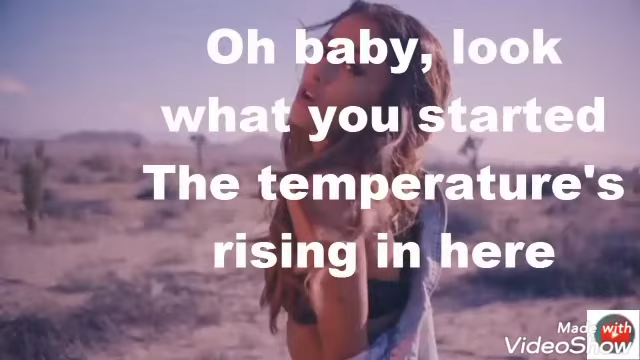 Oh baby, look
what you started
The temperature's
rising in here
Made with
VideoShow